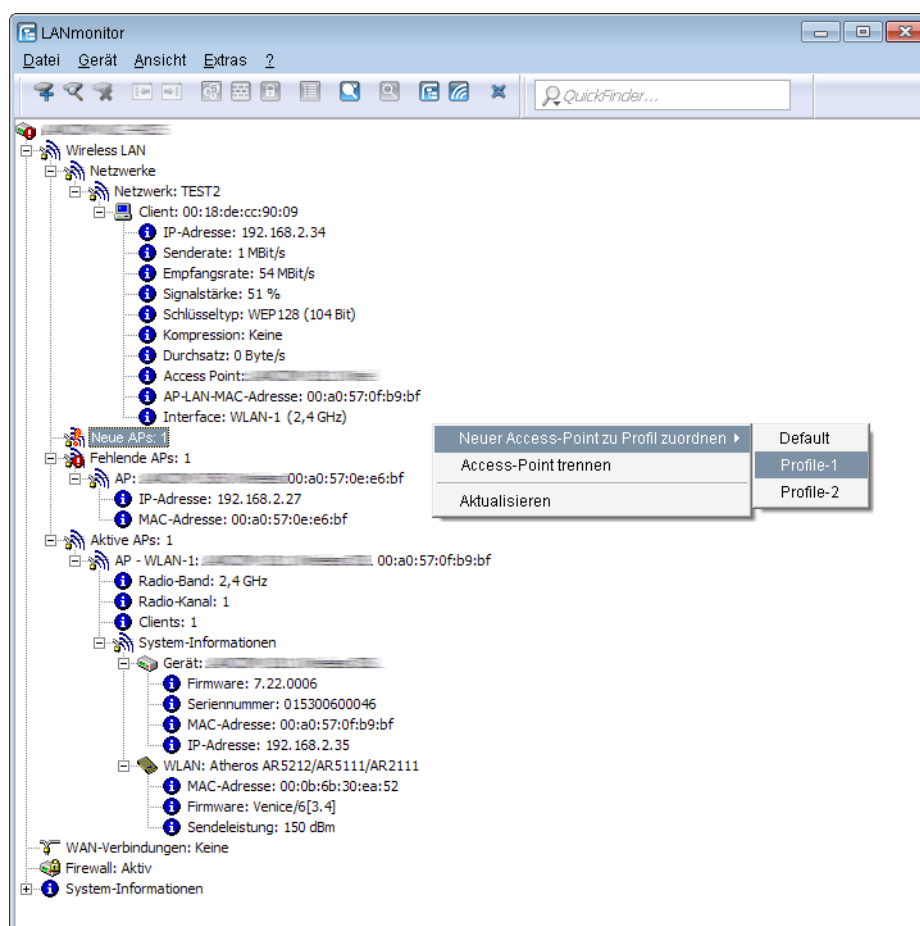 LANmonitor
Datei Gerät Ansicht Extras ?
QuickFinder...
Wireless LAN
Netzwerke
Netzwerk: TEST2
Client: 00:18:de:cc:90:09
IP-Adresse: 192.168.2.34
Senderate: 1 MBit/s
Empfangsrate: 54 MBit/s
Signalstärke: 51 %
Schlüsseltyp: WEP128 (104 Bit)
Kompression: Keine
Durchsatz: 0 Byte/s
Access Point:
AP-LAN-MAC-Adresse: 00:a0:57:0f:b9:bf
Interface: WLAN-1 (2,4 GHz)
Neue APs: 1
Neuer Access-Point zu Profil zuordnen
Default
Access-Point trennen
Profile-1
Aktualisieren
Profile-2
Fehlende APs: 1
AP: 00:a0:57:0e:e6:bf
IP-Adresse: 192.168.2.27
MAC-Adresse: 00:a0:57:0e:e6:bf
Aktive APs: 1
AP - WLAN-1: 00:a0:57:0f:b9:bf
Radio-Band: 2,4 GHz
Radio-Kanal: 1
Clients: 1
System-Informationen
Gerät:
Firmware: 7.22.0006
Seriennummer: 015300600046
MAC-Adresse: 00:a0:57:0f:b9:bf
IP-Adresse: 192.168.2.35
WLAN: Atheros AR5212/AR5111/AR2111
MAC-Adresse: 00:0b:6b:30:ea:52
Firmware: Venice/6[3.4]
Sendeleistung: 150 dBm
WAN-Verbindungen: Keine
Firewall: Aktiv
System-Informationen